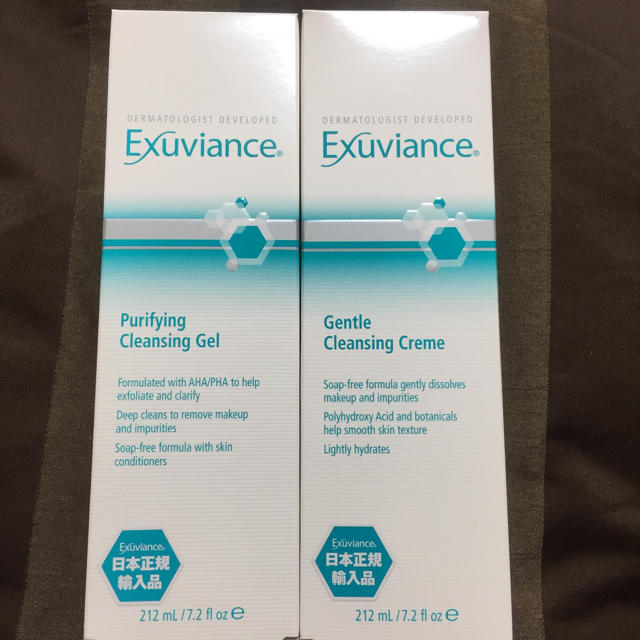 DERMATOLOGIST DEVELOPED
Exuviance®
Purifying
Cleansing Gel
Formulated with AHA/PHA to help
exfoliate and clarify
Deep cleans to remove makeup
and impurities
Soap-free formula with skin
conditioners
Exuviance®
日本正規
輸入品
212 mL/7.2 fl oz e
DERMATOLOGIST DEVELOPED
Exuviance®
Gentle
Cleansing Creme
Soap-free formula gently dissolves
makeup and impurities
Polyhydroxy Acid and botanicals
help smooth skin texture
Lightly hydrates
Exuviance®
日本正規
輸入品
212 mL/7.2 fl oz e